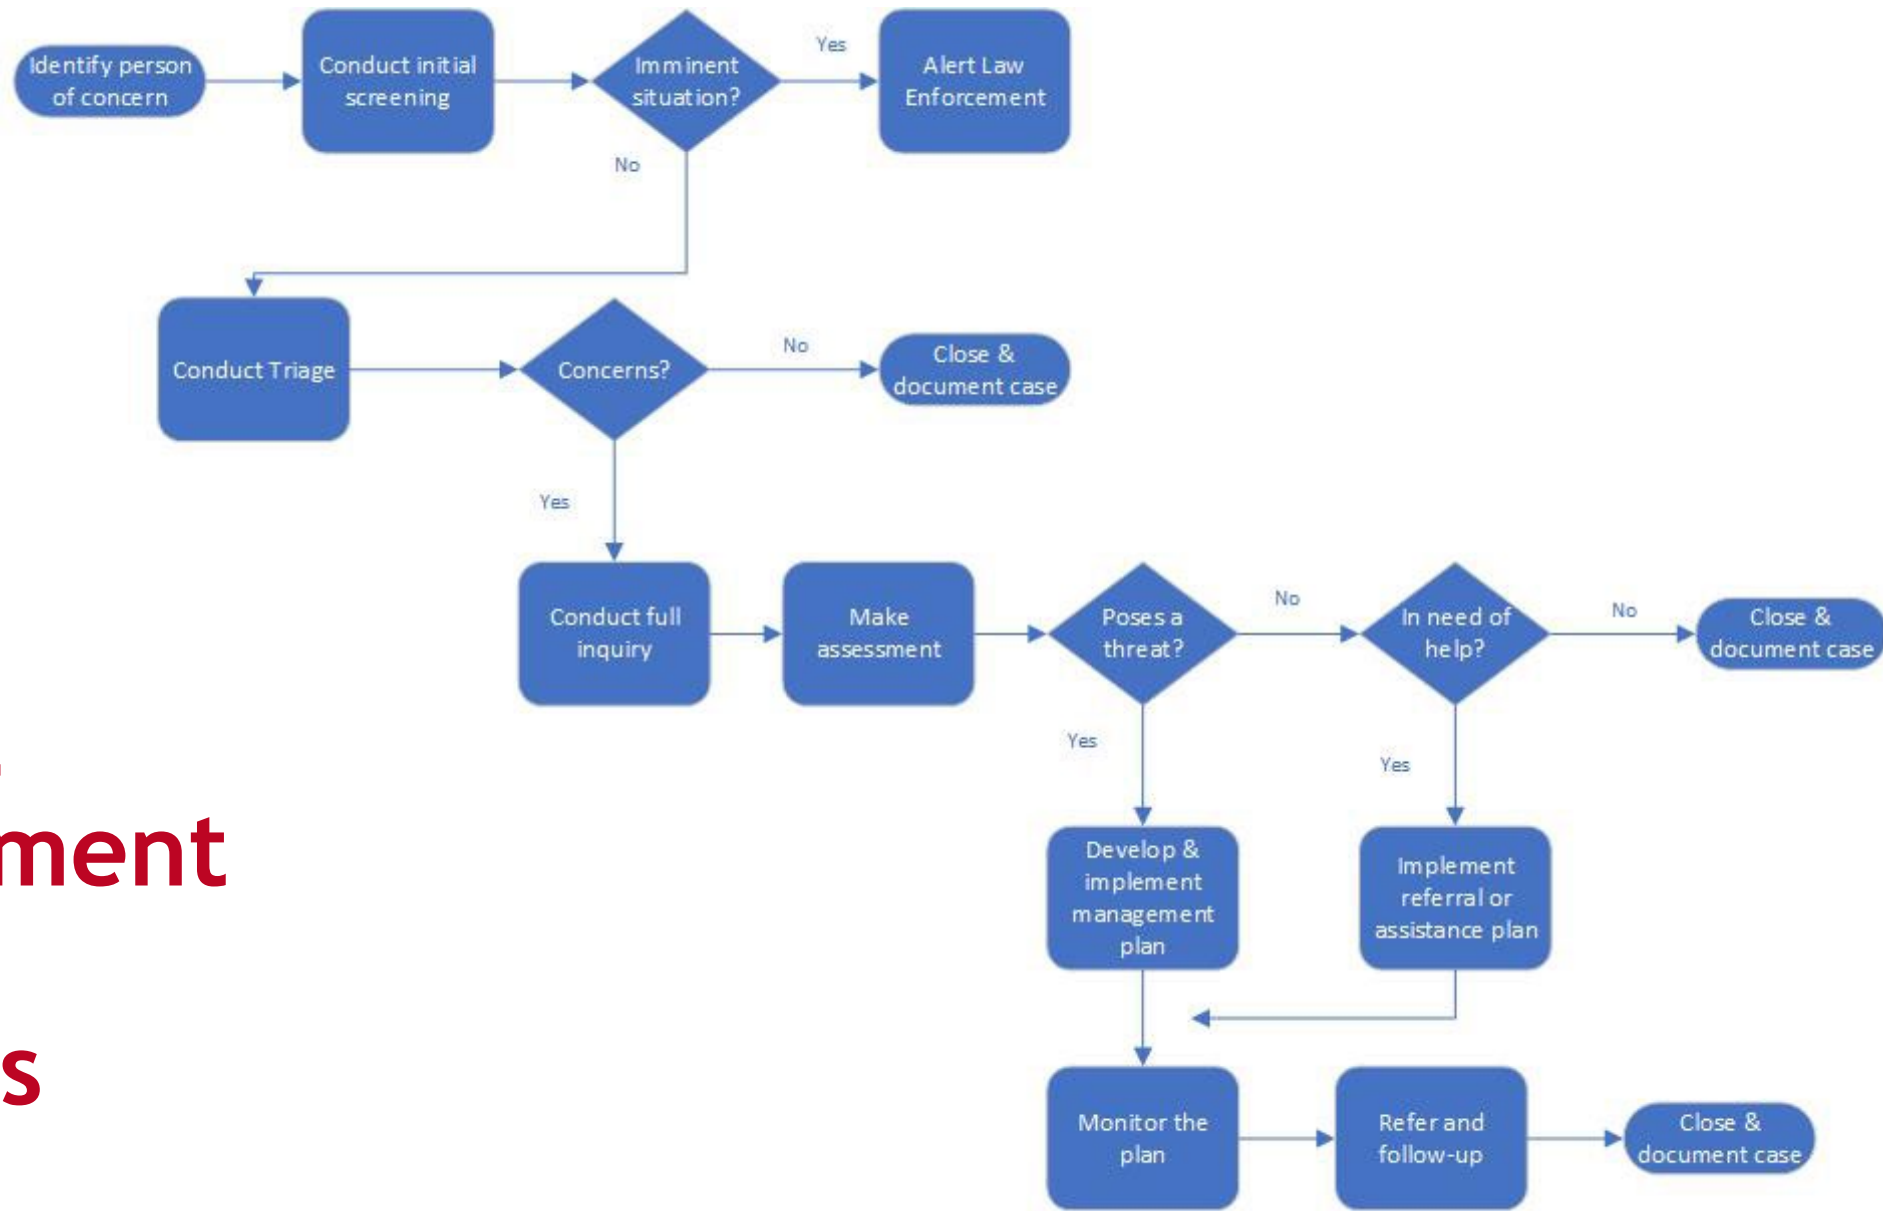 Identify person
of concern
Conduct initial
screening
Imminent
situation?
Yes
Alert Law
Enforcement
No
Conduct Triage
Concerns?
No
Close &
document case
Yes
Conduct full
inquiry
Make
assessment
Poses a
threat?
No
In need of
help?
No
Close &
document case
Yes
Yes
Develop &
implement
management
plan
Implement
referral or
assistance plan
Monitor the
plan
Refer and
follow-up
Close &
document case
ment
s